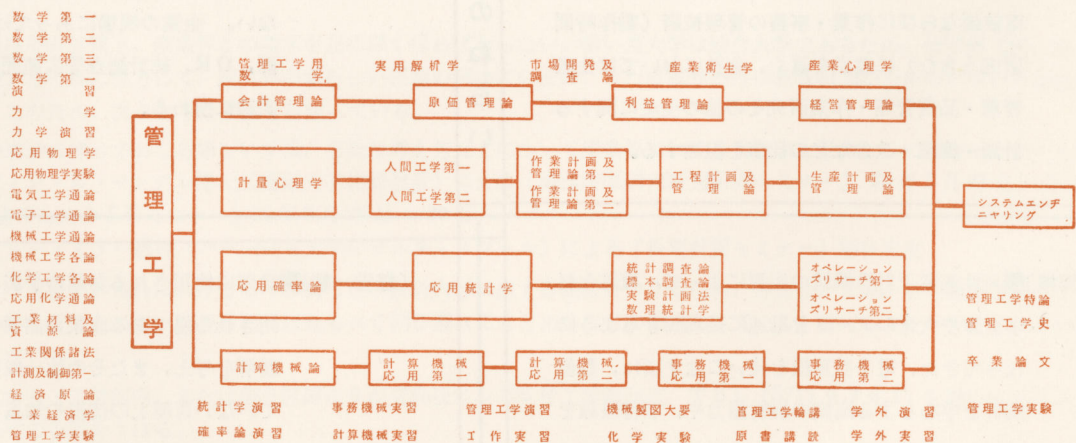 数学第一
数学第二
数学第三
数学第一
演習
力学
力学演習
応用物理学
応用物理学実験
電気工学通論
電子工学通論
機械工学通論
機械工学各論
化学工学各論
応用化学通論
工業材料及
資源論
工業関係諸法
計測及制御第一
経済原論
工業経済学
管理工学実験
管理工学
管理工学用
数学
実用解析学
市場開発及
調査論
産業衛生学
産業心理学
会計管理論
原価管理論
利益管理論
経営管理論
計量心理学
人間工学第一
人間工学第二
作業計画及
管理論第一
作業計画及
管理論第二
工程計画及
管理論
生産計画及
管理論
システムエンヂ
ニヤリング
応用確率論
応用統計学
統計調査論
標本調査論
実験計画法
数理統計学
オペレーション
ズリサーチ第一
オペレーション
ズリサーチ第二
計算機械論
計算機械
応用第一
計算機械
応用第二
事務機械
応用第一
事務機械
応用第二
管理工学特論
管理工学史
卒業論文
管理工学実験
統計学演習
事務機械実習
管理工学演習
機械製図大要
管理工学輪講
学外演習
確率論演習
計算機械実習
工作実習
化学実験
原書講読
学外実習